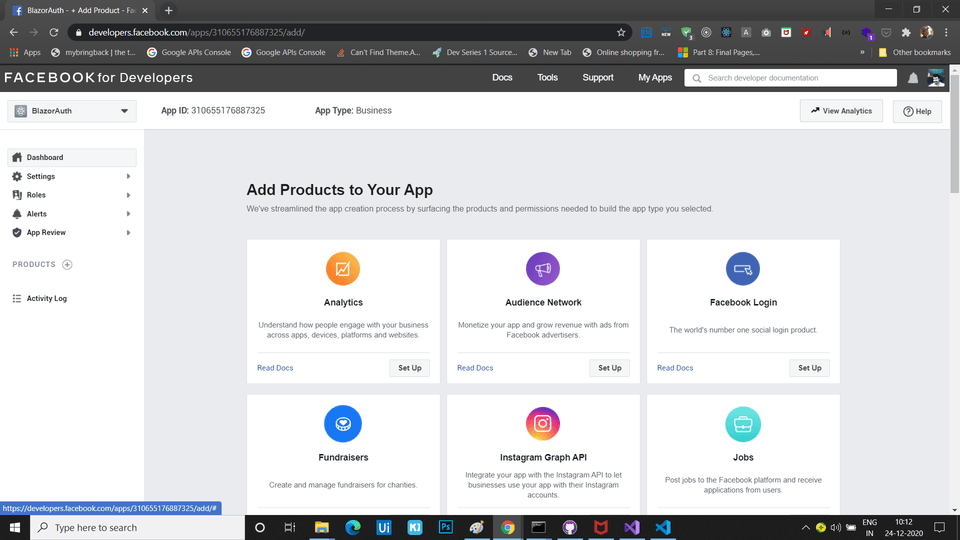 BlazorAuth - + Add Product - Fac
developers.facebook.com/apps/310655176887325/add/
Apps
mybringback | the t...
Google APIs Console
Google APIs Console
Can't Find Theme.A...
Dev Series 1 Source...
New Tab
Online shopping fr...
Part 8: Final Pages,...
»
Other bookmarks
FACEBOOK for Developers
Docs
Tools
Support
My Apps
Search developer documentation
BlazorAuth
App ID: 310655176887325
App Type: Business
View Analytics
Help
Dashboard
Settings
Roles
Alerts
App Review
PRODUCTS
Activity Log
Add Products to Your App
We've streamlined the app creation process by surfacing the products and permissions needed to build the app type you selected.
Analytics
Understand how people engage with your business
across apps, devices, platforms and websites.
Read Docs
Set Up
Audience Network
Monetize your app and grow revenue with ads from
Facebook advertisers.
Read Docs
Set Up
Facebook Login
The world's number one social login product.
Read Docs
Set Up
Fundraisers
Create and manage fundraisers for charities.
Instagram Graph API
Integrate your app with the Instagram API to let
businesses use your app with their Instagram
accounts.
Jobs
Post jobs to the Facebook platform and receive
applications from users.
https://developers.facebook.com/apps/310655176887325/add/#
Type here to search
Ui
Ps
ENG
IN
10:12
24-12-2020